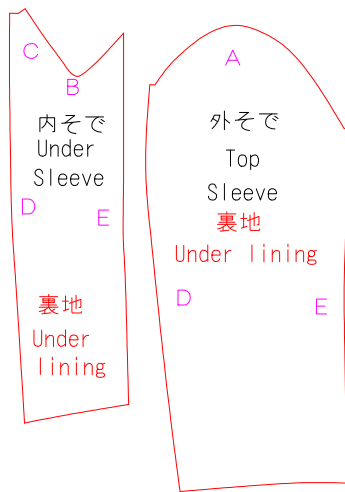 C
B
内そで
Under
Sleeve
D
E
裏地
Under
lining
A
外そで
Top
Sleeve
裏地
Under lining
D
E